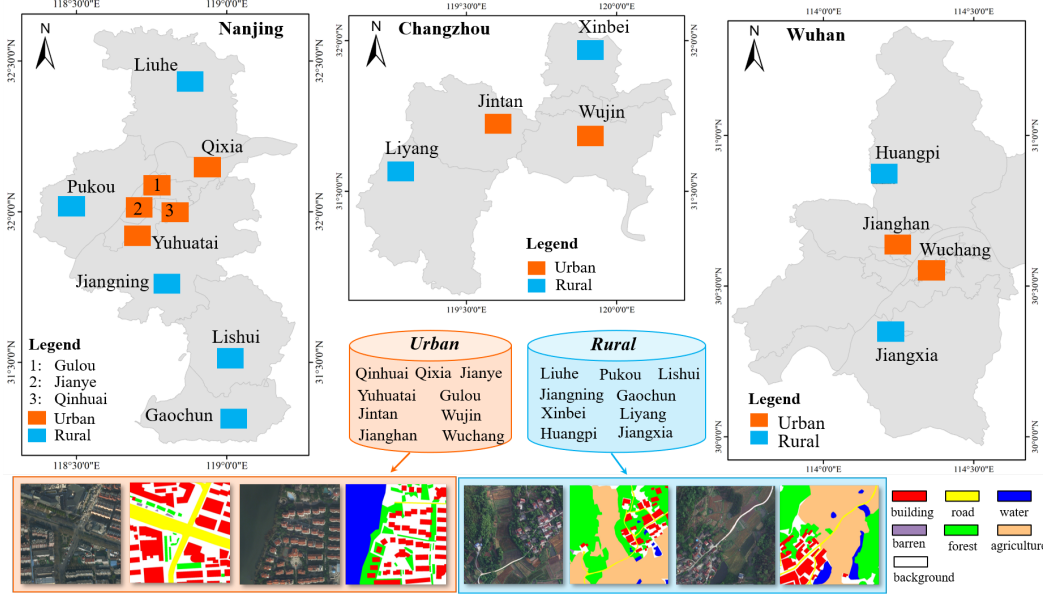 118°30'0"E
119°0'0"E
Nanjing
N
32°30'0"N
32°0'0"N
31°30'0"N
32°30'0"N
32°0'0"N
31°30'0"N
Liuhe
Qixia
Pukou
1
2
3
Yuhuatai
Jiangning
Lishui
Gaochun
Legend
1: Gulou
2: Jianye
3: Qinhuai
Urban
Rural
118°30'0"E
119°0'0"E
119°30'0"E
120°0'0"E
Changzhou
N
32°0'0"N
31°30'0"N
32°0'0"N
31°30'0"N
Xinbei
Jintan
Wujin
Liyang
Legend
Urban
Rural
119°30'0"E
120°0'0"E
114°0'0"E
114°30'0"E
Wuhan
N
31°0'0"N
30°30'0"N
30°0'0"N
31°0'0"N
30°30'0"N
30°0'0"N
Huangpi
Jianghan
Wuchang
Jiangxia
Legend
Urban
Rural
114°0'0"E
114°30'0"E
Urban
Qinhuai Qixia Jianye
Yuhuatai Gulou
Jintan Wujin
Jianghan Wuchang
Rural
Liuhe Pukou Lishui
Jiangning Gaochun
Xinbei Liyang
Huangpi Jiangxia
building road water
barren forest agriculture
background